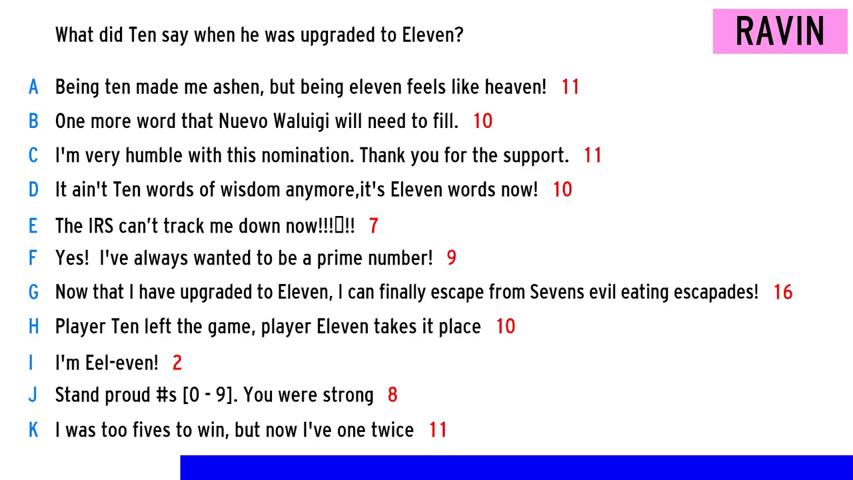 What did Ten say when he was upgraded to Eleven?
RAVIN
A Being ten made me ashen, but being eleven feels like heaven! 11
B One more word that Nuevo Waluigi will need to fill. 10
C I'm very humble with this nomination. Thank you for the support. 11
D It ain't Ten words of wisdom anymore,it's Eleven words now! 10
E The IRS can’t track me down now!!!▯!! 7
F Yes!  I've always wanted to be a prime number! 9
G Now that I have upgraded to Eleven, I can finally escape from Sevens evil eating escapades! 16
H Player Ten left the game, player Eleven takes it place 10
I I'm Eel-even! 2
J Stand proud #s [0 - 9]. You were strong 8
K I was too fives to win, but now I've one twice 11